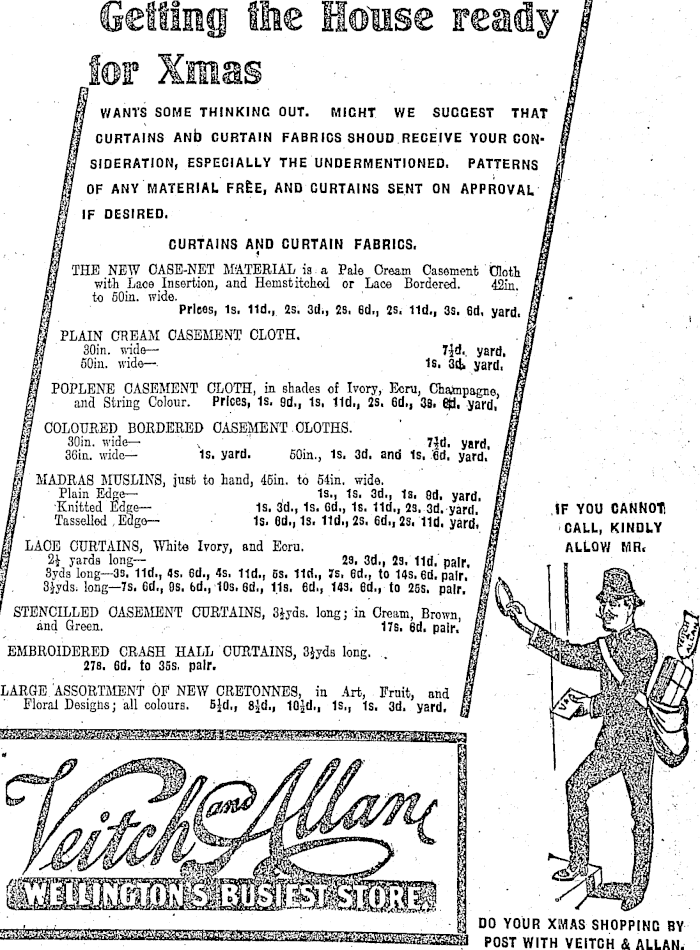 Getting the House ready
for Xmas
WANTS SOME THINKING OUT. MIGHT WE SUGGEST THAT
CURTAINS AND CURTAIN FABRICS SHOUD RECEIVE YOUR CON-
SIDERATION, ESPECIALLY THE UNDERMENTIONED. PATTERNS
OF ANY MATERIAL FREE, AND CURTAINS SENT ON APPROVAL
IF DESIRED.
CURTAINS AND CURTAIN FABRICS.
THE NEW CASE-NET MATERIAL is a Pale Cream Casement Cloth
with Lace Insertion, and Hemstitched or Lace Bordered. 42in.
to 50in. wide.
Prices, 1s. 11d., 2s. 3d., 2s. 6d., 2s. 11d., 3s. 6d. yard.
PLAIN CREAM CASEMENT CLOTH.
30in. wide— 7½d. yard.
50in. wide— 1s. 3d. yard.
POPLENE CASEMENT CLOTH, in shades of Ivory, Ecru, Champagne,
and String Colour. Prices, 1s. 9d., 1s. 11d., 2s. 6d., 3s. 6d. yard.
COLOURED BORDERED CASEMENT CLOTHS.
30in. wide— 7½d. yard.
36in. wide— 1s. yard. 50in., 1s. 3d. and 1s. 6d. yard.
MADRAS MUSLINS, just to hand, 45in. to 54in. wide.
Plain Edge— 1s., 1s. 3d., 1s. 9d. yard.
Knitted Edge— 1s. 3d., 1s. 6d., 1s. 11d., 2s. 3d. yard.
Tasselled Edge— 1s. 6d., 1s. 11d., 2s. 6d., 2s. 11d. yard.
LACE CURTAINS, White Ivory, and Ecru.
2½ yards long— 2s. 3d., 2s. 11d. pair.
3yds long—3s. 11d., 4s. 6d., 4s. 11d., 5s. 11d., 7s. 6d., to 14s. 6d. pair.
3½yds. long—7s. 6d., 9s. 6d., 10s. 6d., 11s. 6d., 14s. 6d., to 25s. pair.
STENCILLED CASEMENT CURTAINS, 3½yds. long; in Cream, Brown,
and Green. 17s. 6d. pair.
EMBROIDERED CRASH HALL CURTAINS, 3½yds long.
27s. 6d. to 35s. pair.
LARGE ASSORTMENT OF NEW CRETONNES, in Art, Fruit, and
Floral Designs; all colours. 5½d., 8½d., 10½d., 1s., 1s. 3d. yard.
Veitch and Allan
WELLINGTON'S BUSIEST STORE.
IF YOU CANNOT
CALL, KINDLY
ALLOW MR.
V&A
DO YOUR XMAS SHOPPING BY
POST WITH VEITCH & ALLAN.